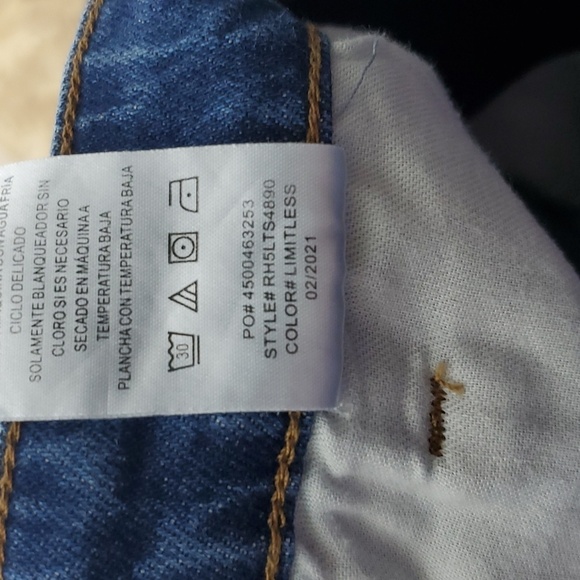 CICLO DELICADO
SOLAMENTE BLANQUEADOR SIN
CLORO SI ES NECESARIO
SECADO EN MÁQUINA A
TEMPERATURA BAJA
PLANCHA CON TEMPERATURA BAJA
30
PO# 4500463253
STYLE# RH5LTS4890
COLOR# LIMITLESS
02/2021